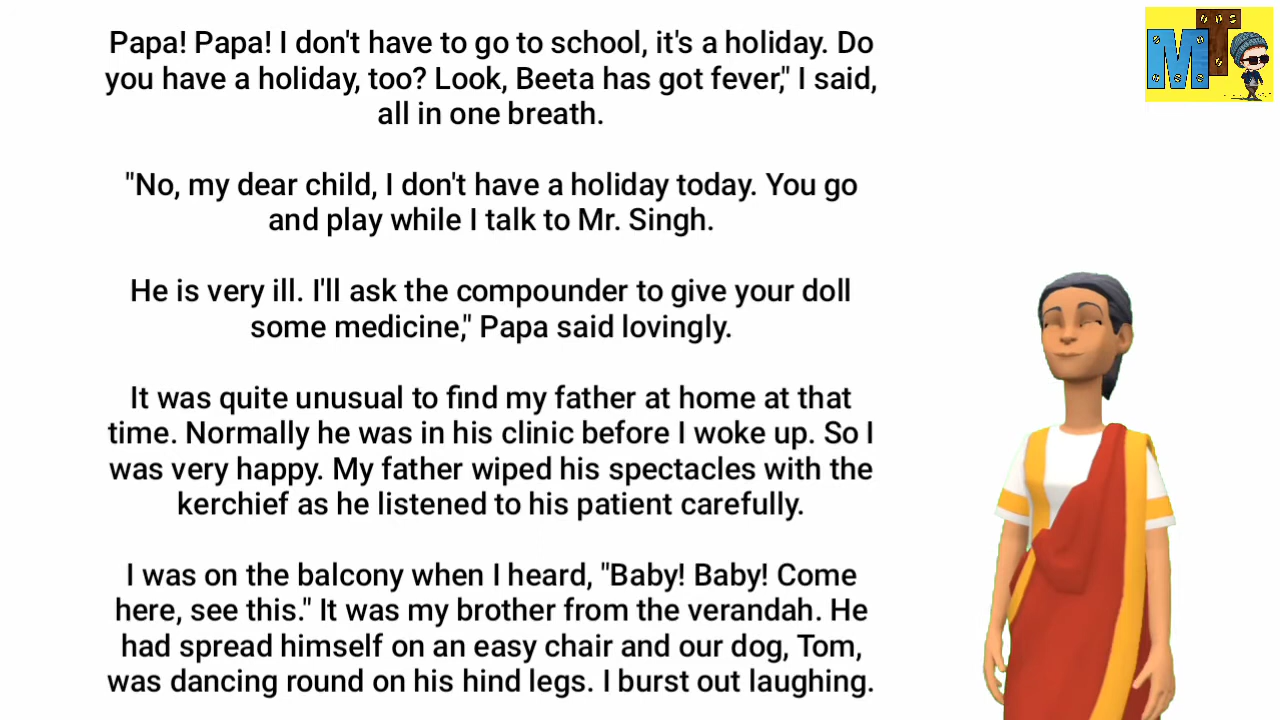 Papa! Papa! I don't have to go to school, it's a holiday. Do
you have a holiday, too? Look, Beeta has got fever," I said,
all in one breath.
"No, my dear child, I don't have a holiday today. You go
and play while I talk to Mr. Singh.
He is very ill. I'll ask the compounder to give your doll
some medicine," Papa said lovingly.
It was quite unusual to find my father at home at that
time. Normally he was in his clinic before I woke up. So I
was very happy. My father wiped his spectacles with the
kerchief as he listened to his patient carefully.
I was on the balcony when I heard, "Baby! Baby! Come
here, see this." It was my brother from the verandah. He
had spread himself on an easy chair and our dog, Tom,
was dancing round on his hind legs. I burst out laughing.
MT